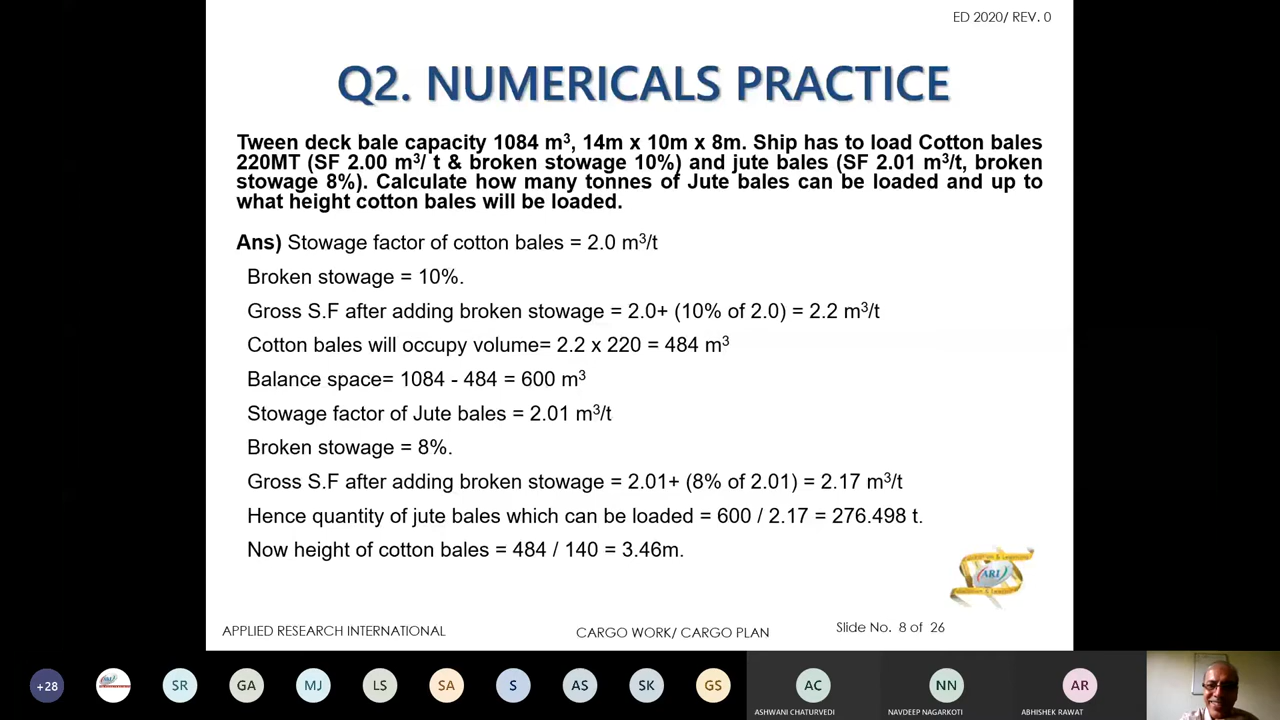 ED 2020/ REV. 0
Q2. NUMERICALS PRACTICE
Tween deck bale capacity 1084 m³, 14m x 10m x 8m. Ship has to load Cotton bales
220MT (SF 2.00 m³/ t & broken stowage 10%) and jute bales (SF 2.01 m³/t, broken
stowage 8%). Calculate how many tonnes of Jute bales can be loaded and up to
what height cotton bales will be loaded.
Ans) Stowage factor of cotton bales = 2.0 m³/t
Broken stowage = 10%.
Gross S.F after adding broken stowage = 2.0+ (10% of 2.0) = 2.2 m³/t
Cotton bales will occupy volume= 2.2 x 220 = 484 m³
Balance space= 1084 - 484 = 600 m³
Stowage factor of Jute bales = 2.01 m³/t
Broken stowage = 8%.
Gross S.F after adding broken stowage = 2.01+ (8% of 2.01) = 2.17 m³/t
Hence quantity of jute bales which can be loaded = 600 / 2.17 = 276.498 t.
Now height of cotton bales = 484 / 140 = 3.46m.
ARI
APPLIED RESEARCH INTERNATIONAL
CARGO WORK/ CARGO PLAN
Slide No. 8 of 26
+28
ARI
SR
GA
MJ
LS
SA
S
AS
SK
GS
AC
NN
AR
ASHWANI CHATURVEDI
NAVDEEP NAGARKOTI
ABHISHEK RAWAT